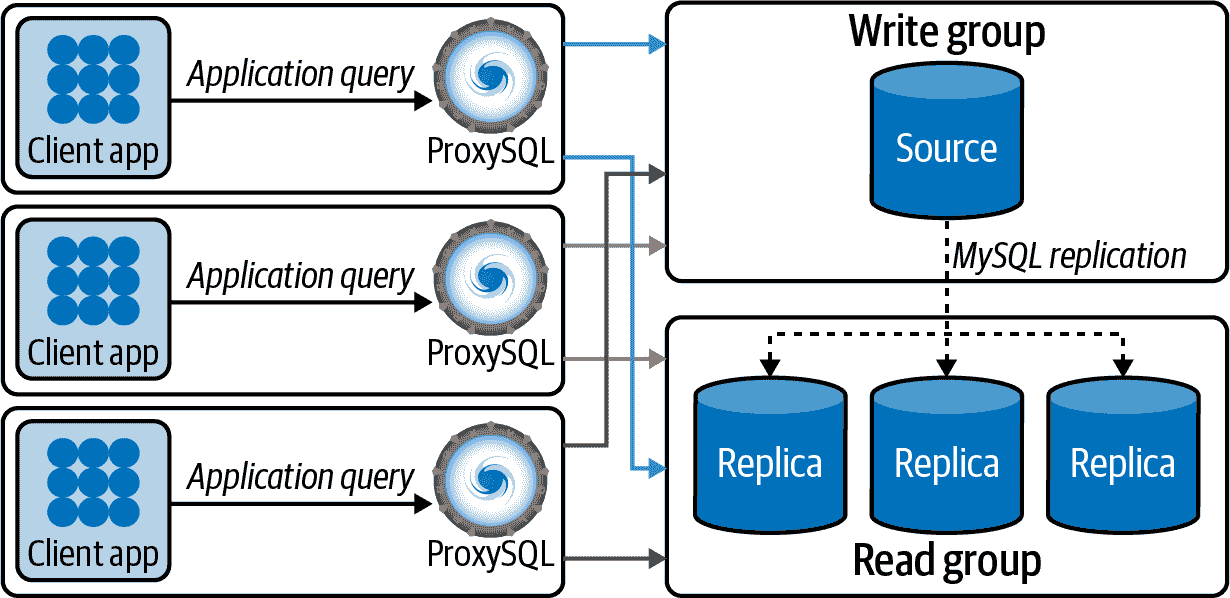 Application query
Client app
ProxySQL
Application query
Client app
ProxySQL
Application query
Client app
ProxySQL
Write group
Source
MySQL replication
Replica
Replica
Replica
Read group